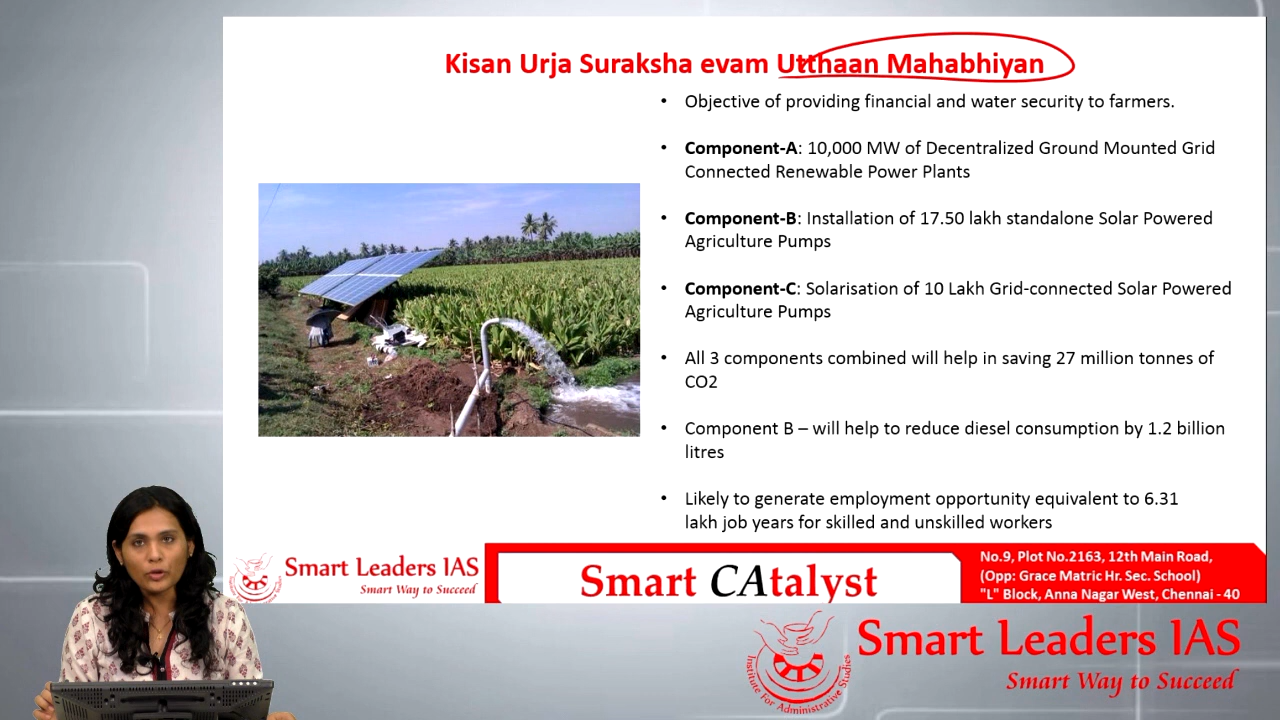 Kisan Urja Suraksha evam Utthaan Mahabhiyan
• Objective of providing financial and water security to farmers.
• Component-A: 10,000 MW of Decentralized Ground Mounted Grid
Connected Renewable Power Plants
• Component-B: Installation of 17.50 lakh standalone Solar Powered
Agriculture Pumps
• Component-C: Solarisation of 10 Lakh Grid-connected Solar Powered
Agriculture Pumps
• All 3 components combined will help in saving 27 million tonnes of
CO2
• Component B – will help to reduce diesel consumption by 1.2 billion
litres
• Likely to generate employment opportunity equivalent to 6.31
lakh job years for skilled and unskilled workers
Smart Leaders IAS
Smart Way to Succeed
Smart CAtalyst
No.9, Plot No.2163, 12th Main Road,
(Opp: Grace Matric Hr. Sec. School)
"L" Block, Anna Nagar West, Chennai - 40
Institute For Administrative Studies
Smart Leaders IAS
Smart Way to Succeed